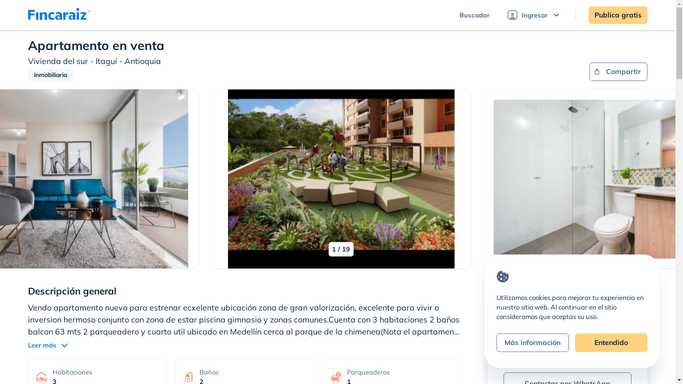 Fincaraiz
Buscador
Ingresar
Publica gratis
Apartamento en venta
Vivienda del sur - Itaguí - Antioquia
Inmobiliaria
Compartir
1 / 19
Descripción general
Vendo apartamento nuevo para estrenar ecxelente ubicación zona de gran valorización, excelente para vivir o
inversion hermoso conjunto con zona de estar piscina gimnasio y zonas comunes.Cuenta con 3 habitaciones 2 baños
balcon 63 mts 2 parqueadero y cuarto util ubicado en Medellin cerca al parque de la chimenea(Nota el apartamen...
Leer más
Habitaciones
3
Baños
2
Parqueaderos
1
Utilizamos cookies para mejorar tu experiencia en
nuestro sitio web. Al continuar en el sitio
consideramos que aceptas su uso.
Más información
Entendido
Contactar por WhatsApp